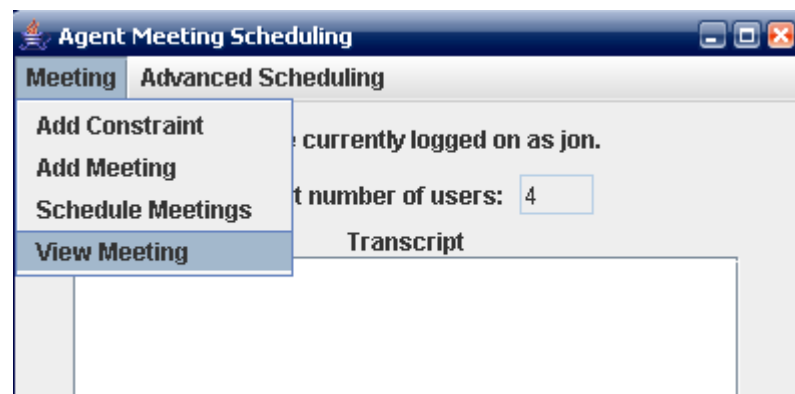 Agent Meeting Scheduling
Meeting Advanced Scheduling
Add Constraint
currently logged on as jon.
Add Meeting
number of users: 4
Schedule Meetings
Transcript
View Meeting